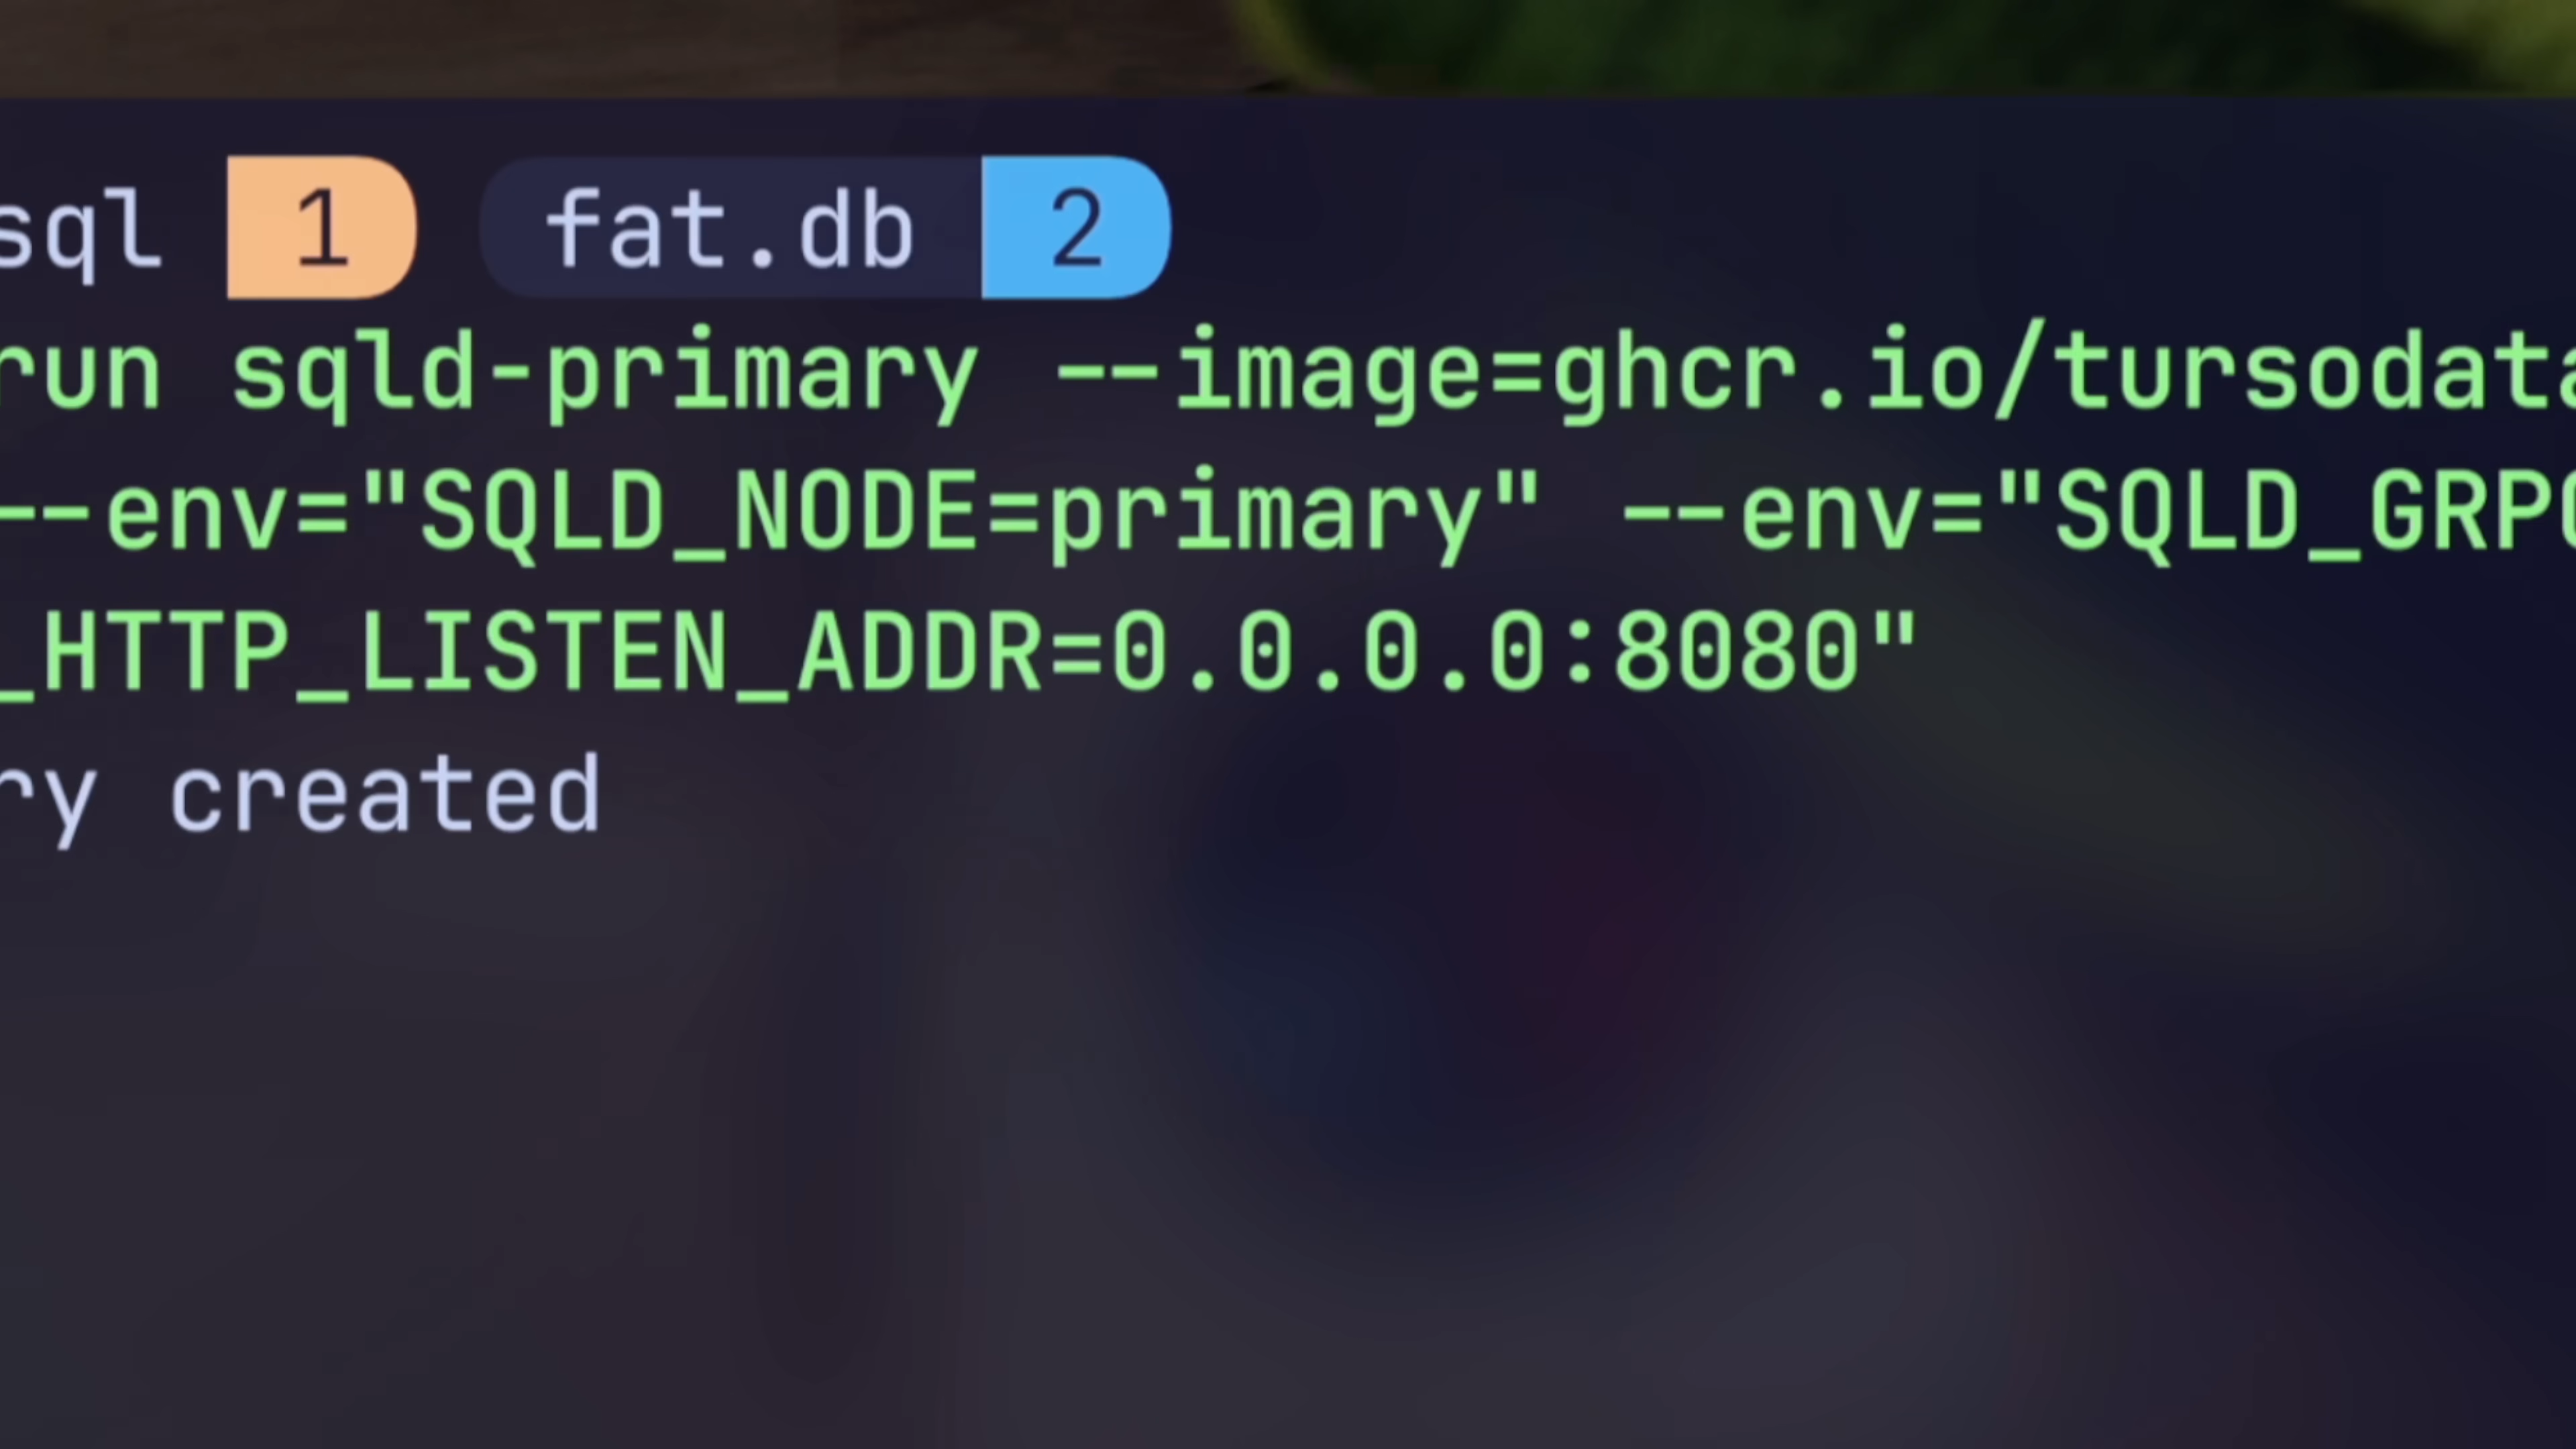 sql 1 fat.db 2
run sqld-primary --image=ghcr.io/tursodata
--env="SQLD_NODE=primary" --env="SQLD_GRPC
_HTTP_LISTEN_ADDR=0.0.0.0:8080"
ry created